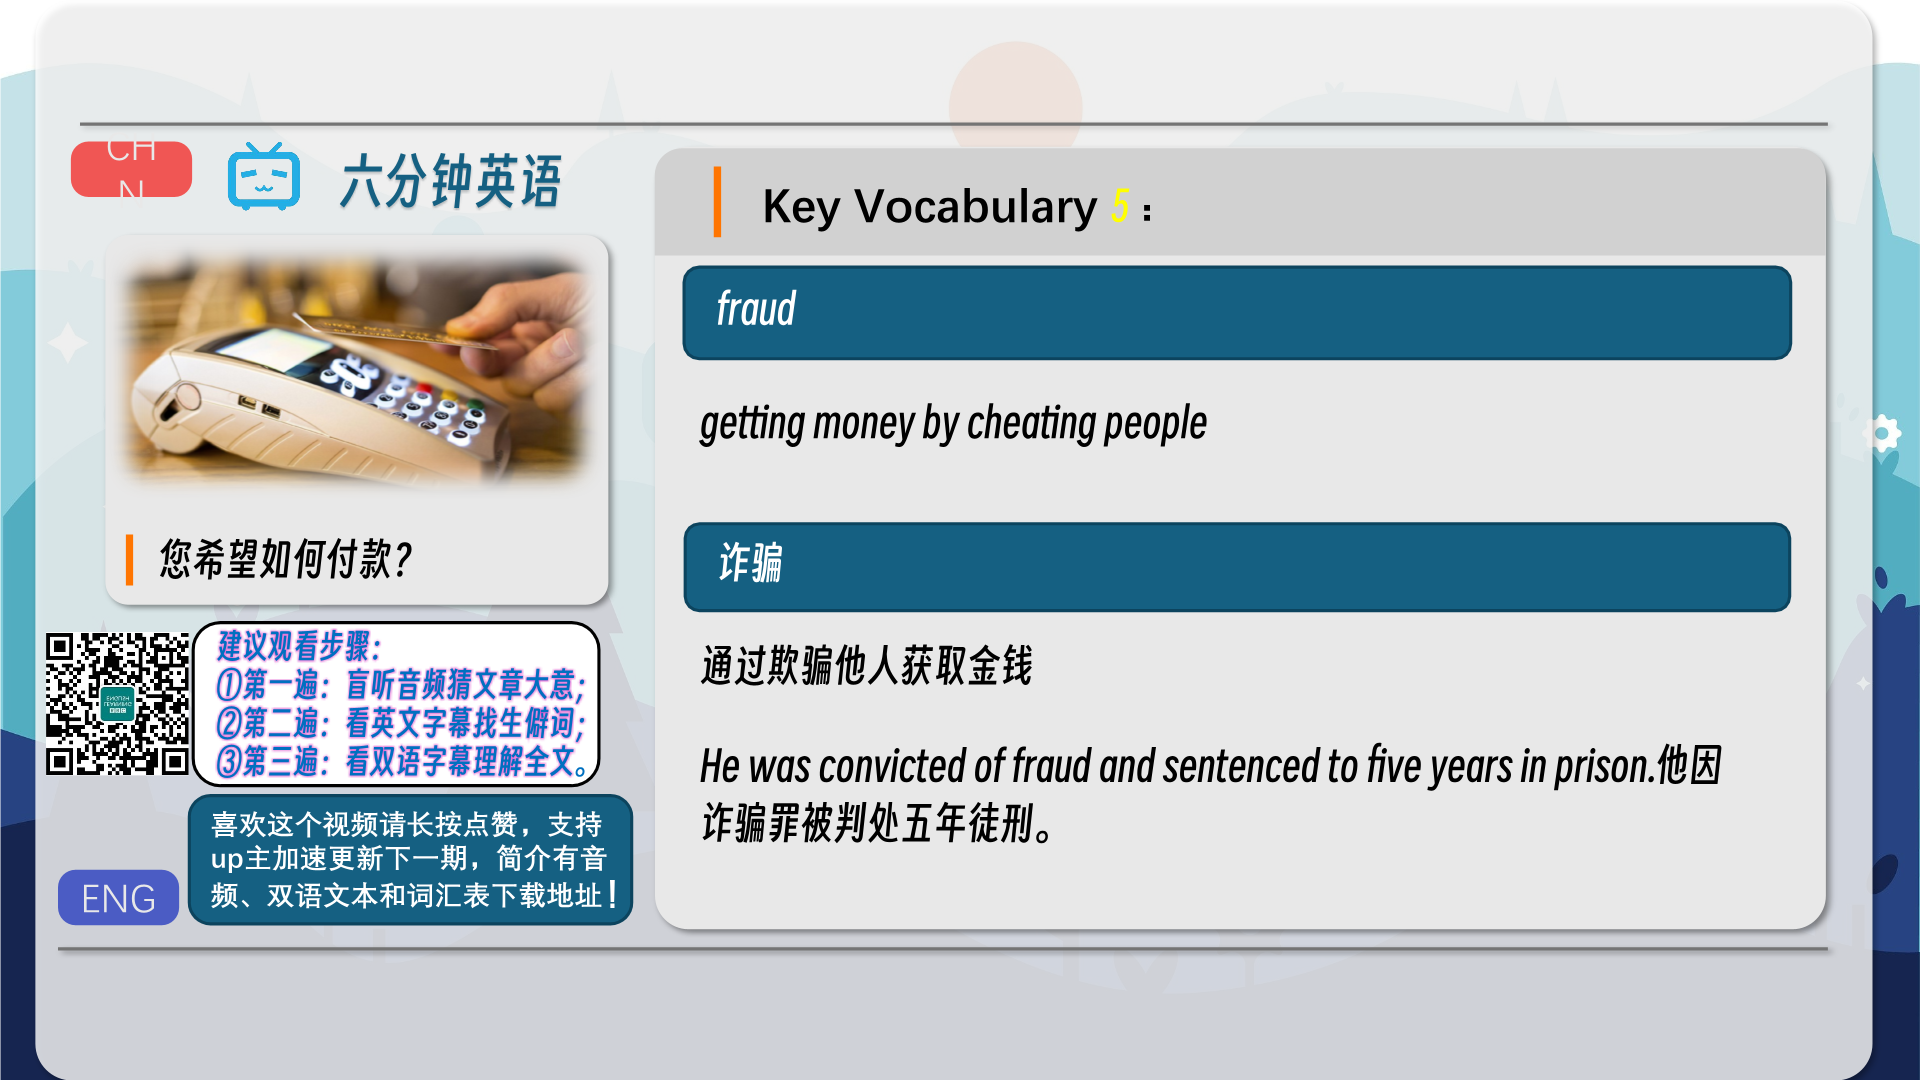 CHN
六分钟英语
您希望如何付款?
建议观看步骤:
①第一遍:盲听音频猜文章大意;
②第二遍:看英文字幕找生僻词;
③第三遍:看双语字幕理解全文。
喜欢这个视频请长按点赞,支持
up主加速更新下一期,简介有音
频、双语文本和词汇表下载地址!
ENG
Key Vocabulary 5:
fraud
getting money by cheating people
诈骗
通过欺骗他人获取金钱
He was convicted of fraud and sentenced to five years in prison.他因
诈骗罪被判处五年徒刑。